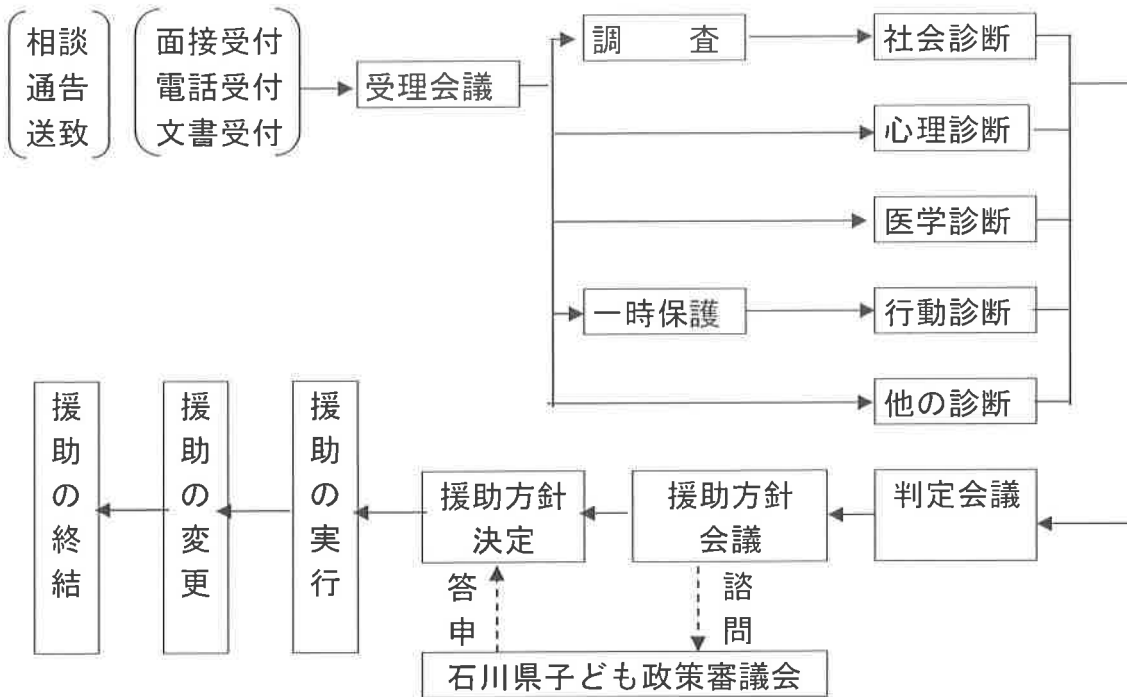 相談
通告
送致
面接受付
電話受付
文書受付
受理会議
調　　査
社会診断
心理診断
医学診断
一時保護
行動診断
他の診断
判定会議
援助方針
会議
援助方針
決定
援助の実行
援助の変更
援助の終結
諮問
答申
石川県子ども政策審議会